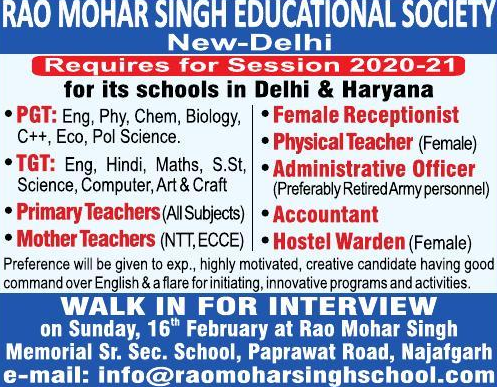 RAO MOHAR SINGH EDUCATIONAL SOCIETY
New-Delhi
Requires for Session 2020-21
for its schools in Delhi & Haryana
• PGT: Eng, Phy, Chem, Biology,
C++, Eco, Pol Science.
• TGT: Eng, Hindi, Maths, S.St,
Science, Computer, Art & Craft
• Primary Teachers (All Subjects)
• Mother Teachers (NTT, ECCE)
• Female Receptionist
• Physical Teacher (Female)
• Administrative Officer
(Preferably Retired Army personnel)
• Accountant
• Hostel Warden (Female)
Preference will be given to exp., highly motivated, creative candidate having good
command over English & a flare for initiating, innovative programs and activities.
WALK IN FOR INTERVIEW
on Sunday, 16th February at Rao Mohar Singh
Memorial Sr. Sec. School, Paprawat Road, Najafgarh
e-mail: info@raomoharsinghschool.com